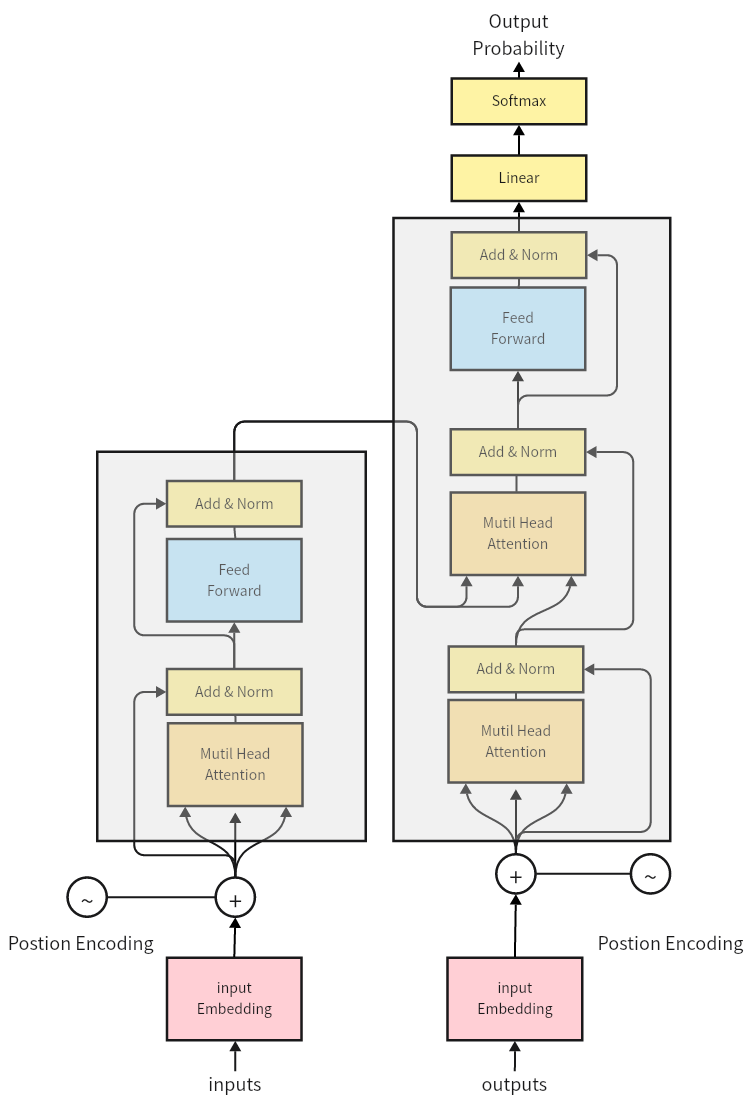 Output
Probability
Softmax
Linear
Add & Norm
Feed
Forward
Add & Norm
Mutil Head
Attention
Add & Norm
Mutil Head
Attention
Add & Norm
Feed
Forward
Add & Norm
Mutil Head
Attention
~
+
+
~
Postion Encoding
Postion Encoding
input
Embedding
input
Embedding
inputs
outputs